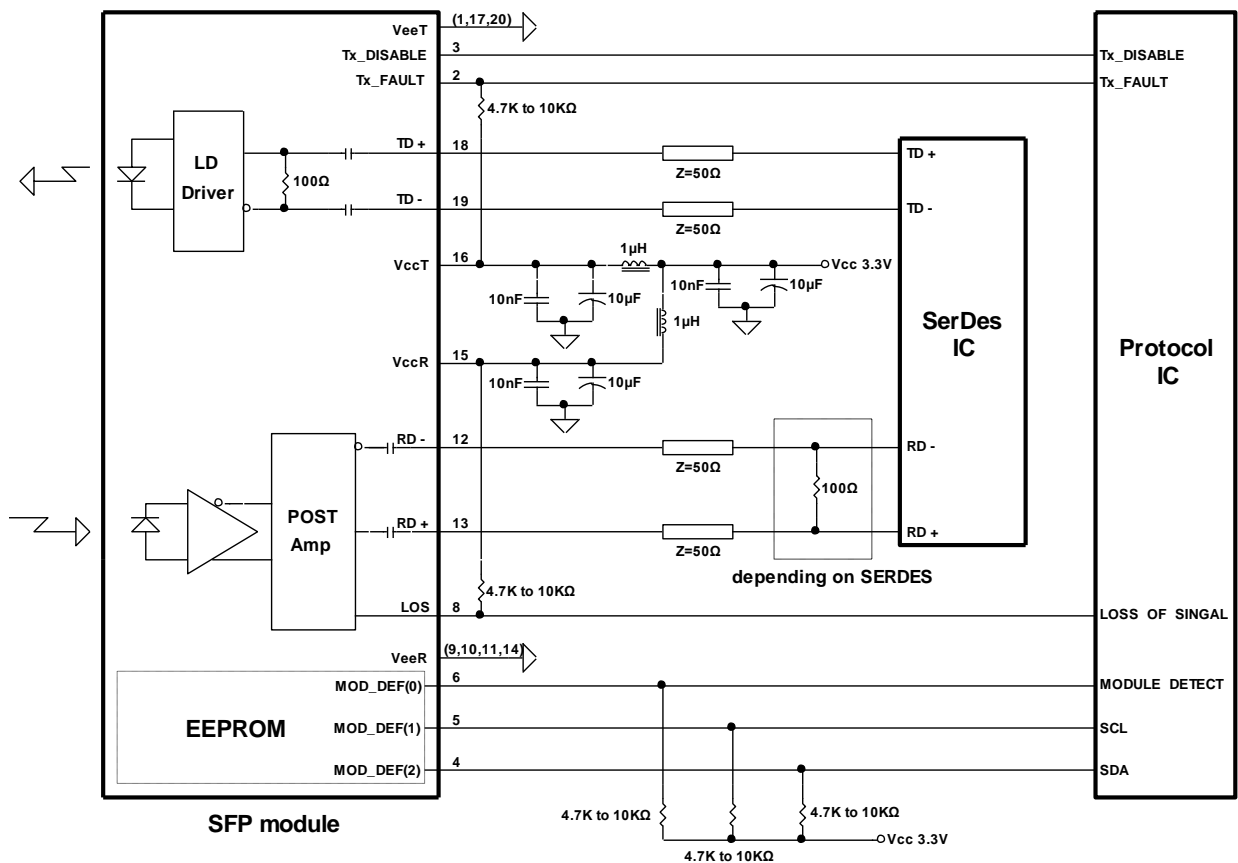 VeeT
(1,17,20)
Tx_DISABLE
3
Tx_DISABLE
Tx_FAULT
2
Tx_FAULT
4.7K to 10KΩ
LD
Driver
100Ω
TD +
18
Z=50Ω
TD +
TD -
19
Z=50Ω
TD -
VccT
16
1µH
Vcc 3.3V
10nF
10µF
10nF
10µF
1µH
SerDes
IC
Protocol
IC
VccR
15
10nF
10µF
RD -
12
Z=50Ω
RD -
100Ω
POST
Amp
RD +
13
Z=50Ω
RD +
depending on SERDES
4.7K to 10KΩ
LOS
8
LOSS OF SINGAL
VeeR
(9,10,11,14)
EEPROM
MOD_DEF(0)
6
MODULE DETECT
MOD_DEF(1)
5
SCL
MOD_DEF(2)
4
SDA
4.7K to 10KΩ
4.7K to 10KΩ
4.7K to 10KΩ
Vcc 3.3V
SFP module